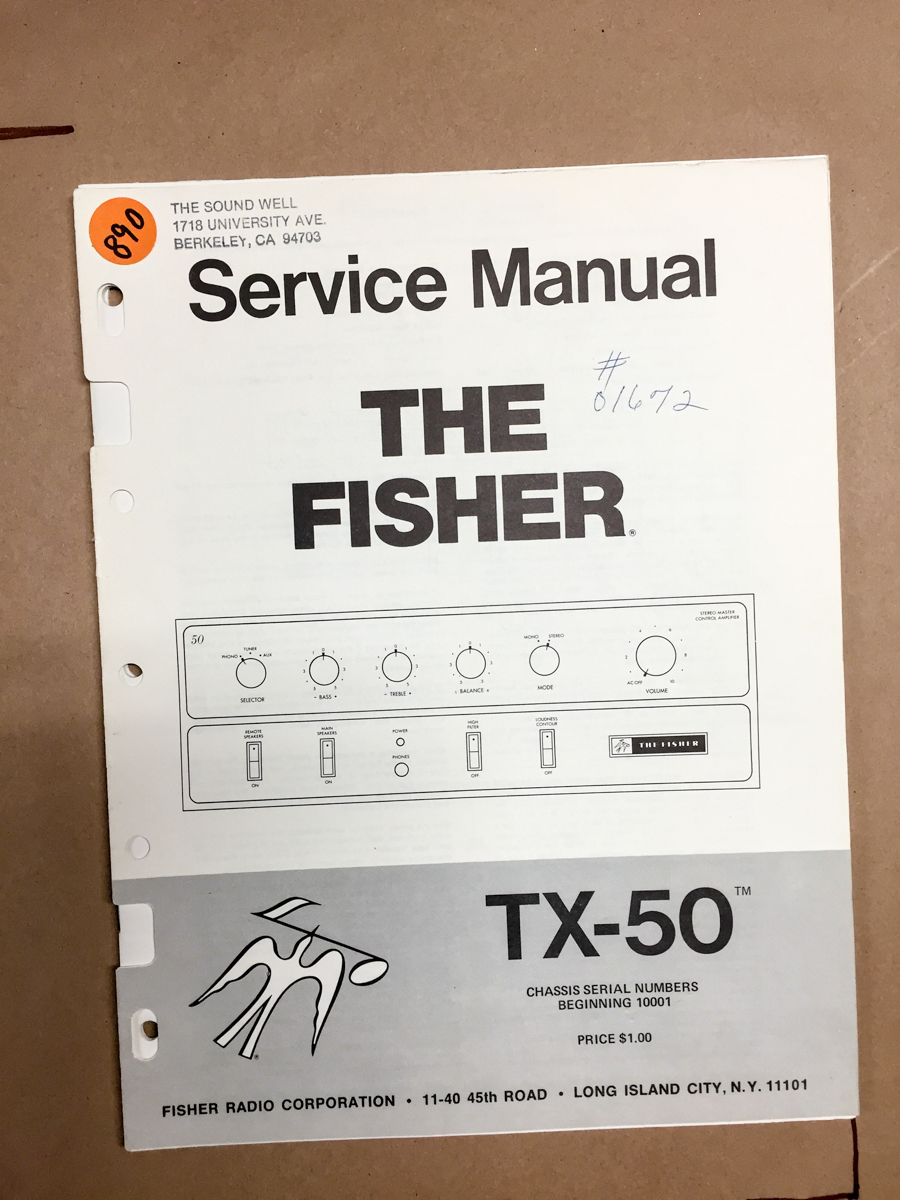 890
THE SOUND WELL
1718 UNIVERSITY AVE.
BERKELEY, CA 94703
Service Manual
#
01672
THE
FISHER®
50
STEREO MASTER
CONTROL AMPLIFIER
PHONO TUNER AUX
SELECTOR
- BASS +
- TREBLE +
L BALANCE R
MONO STEREO
MODE
AC OFF
10
VOLUME
REMOTE
SPEAKERS
ON
MAIN
SPEAKERS
ON
POWER
PHONES
HIGH
FILTER
OFF
LOUDNESS
CONTOUR
OFF
THE FISHER
TX-50™
CHASSIS SERIAL NUMBERS
BEGINNING 10001
PRICE $1.00
FISHER RADIO CORPORATION • 11-40 45th ROAD • LONG ISLAND CITY, N.Y. 11101